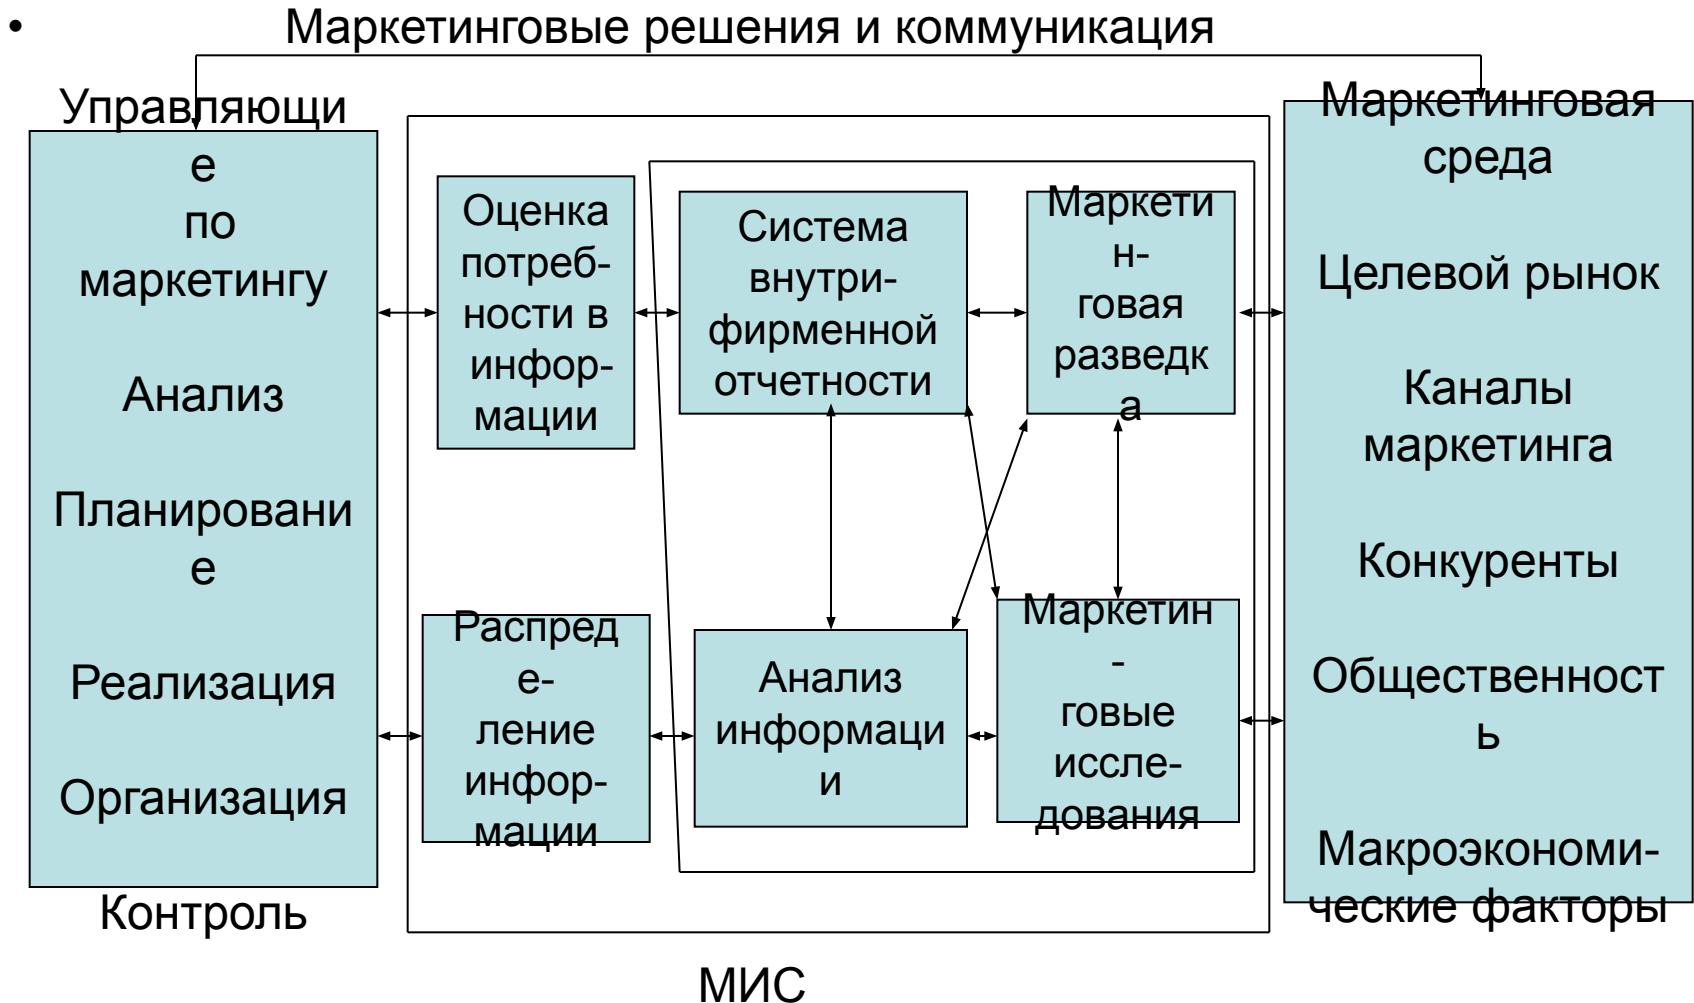 • Маркетинговые решения и коммуникация
Управляющи
е
по
маркетингу
Анализ
Планировани
е
Реализация
Организация
Контроль
Оценка
потреб-
ности в
инфор-
мации
Распред
е-
ление
инфор-
мации
Система
внутри-
фирменной
отчетности
Анализ
информаци
и
Маркети
н-
говая
разведк
а
Маркетин
-
говые
иссле-
дования
Маркетинговая
среда
Целевой рынок
Каналы
маркетинга
Конкуренты
Общественност
ь
Макроэкономи-
ческие факторы
МИС